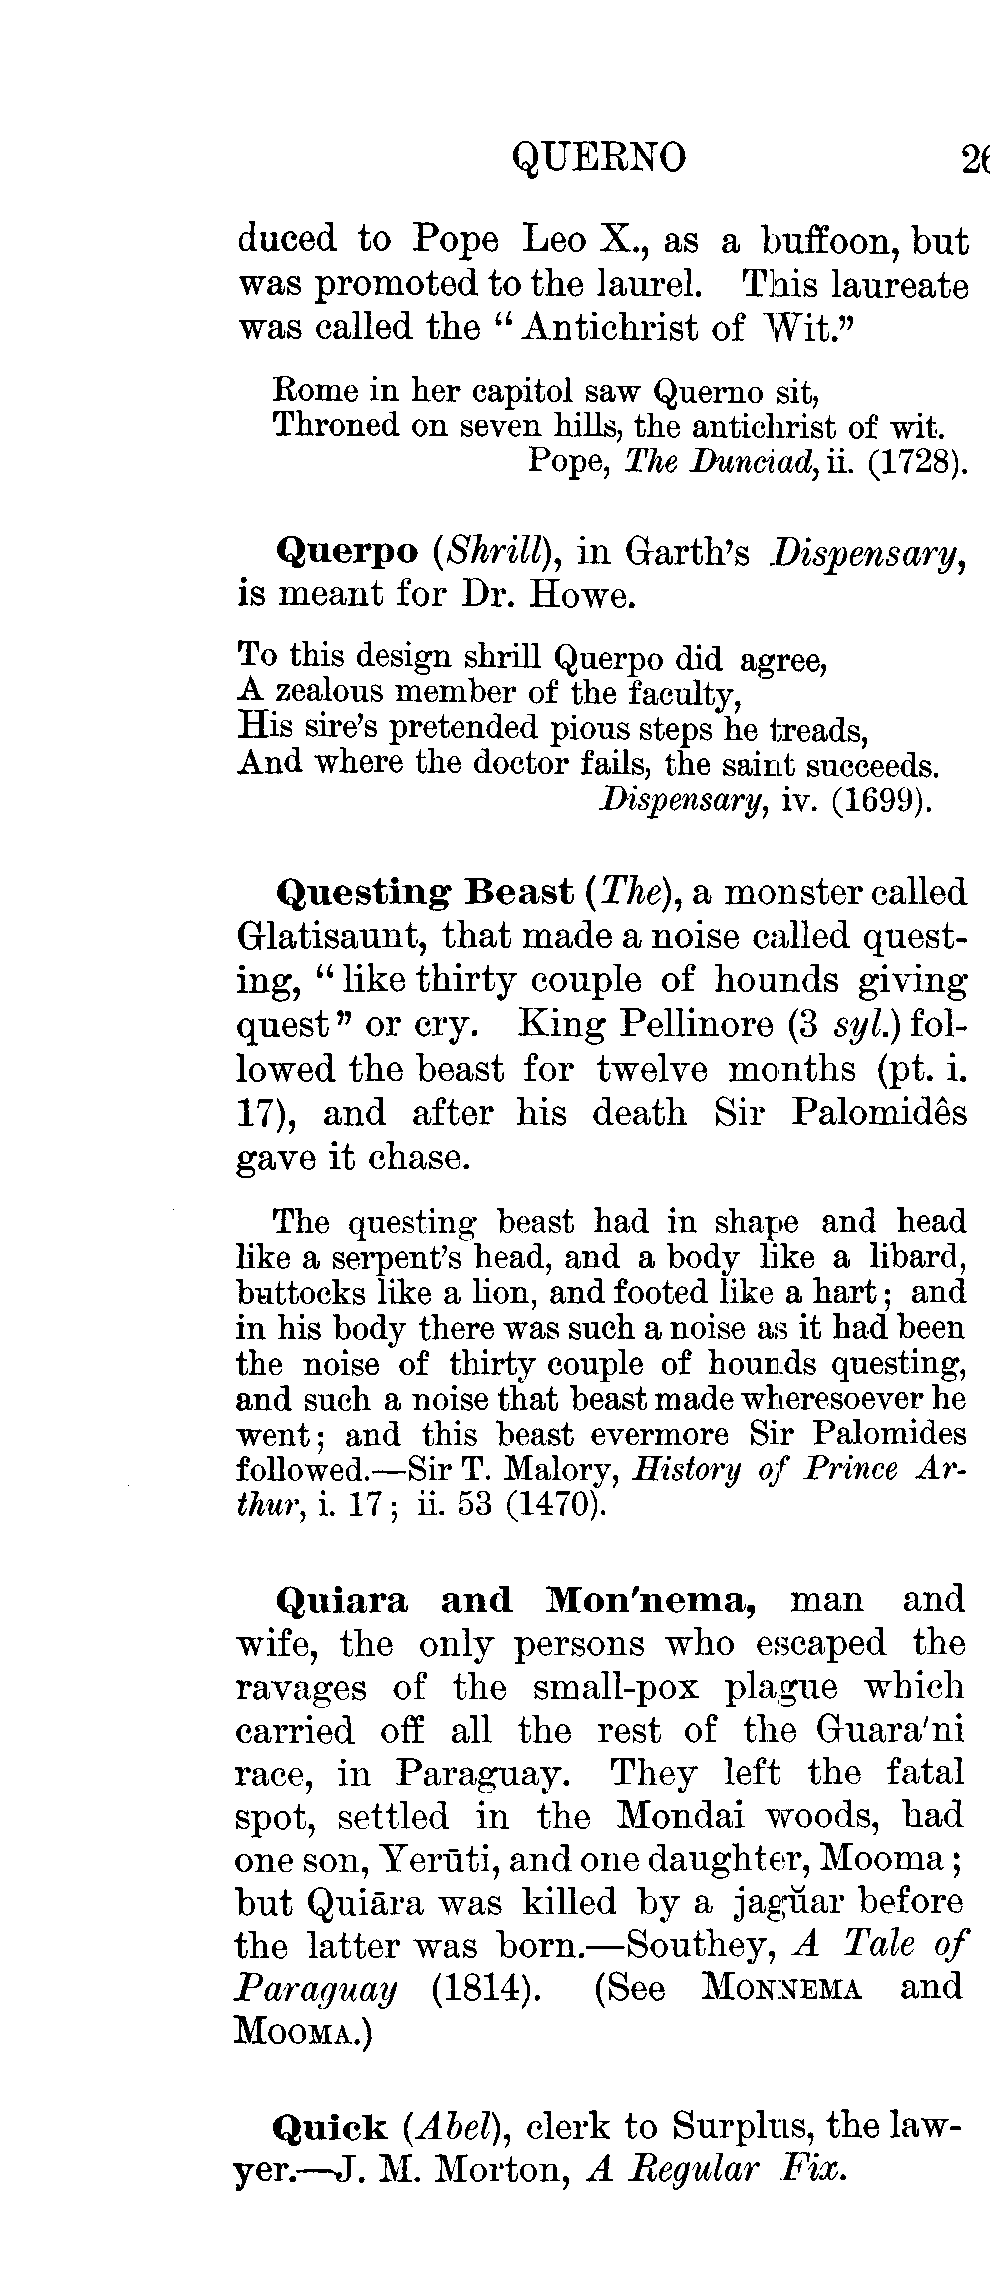 QUERNO 26
duced to Pope Leo X., as a buffoon, but
was promoted to the laurel. This laureate
was called the “Antichrist of Wit.”
Rome in her capitol saw Querno sit,
Throned on seven hills, the antichrist of wit.
Pope, The Dunciad, ii. (1728).
Querpo (Shrill), in Garth’s Dispensary,
is meant for Dr. Howe.
To this design shrill Querpo did agree,
A zealous member of the faculty,
His sire’s pretended pious steps he treads,
And where the doctor fails, the saint succeeds.
Dispensary, iv. (1699).
Questing Beast (The), a monster called
Glatisaunt, that made a noise called quest-
ing, “like thirty couple of hounds giving
quest” or cry. King Pellinore (3 syl.) fol-
lowed the beast for twelve months (pt. i.
17), and after his death Sir Palomidês
gave it chase.
The questing beast had in shape and head
like a serpent’s head, and a body like a libard,
buttocks like a lion, and footed like a hart; and
in his body there was such a noise as it had been
the noise of thirty couple of hounds questing,
and such a noise that beast made wheresoever he
went; and this beast evermore Sir Palomides
followed.—Sir T. Malory, History of Prince Ar-
thur, i. 17; ii. 53 (1470).
Quiara and Mon'nema, man and
wife, the only persons who escaped the
ravages of the small-pox plague which
carried off all the rest of the Guara'ni
race, in Paraguay. They left the fatal
spot, settled in the Mondai woods, had
one son, Yerūti, and one daughter, Mooma;
but Quiāra was killed by a jagŭar before
the latter was born.—Southey, A Tale of
Paraguay (1814). (See MONNEMA and
MOOMA.)
Quick (Abel), clerk to Surplus, the law-
yer.—J. M. Morton, A Regular Fix.